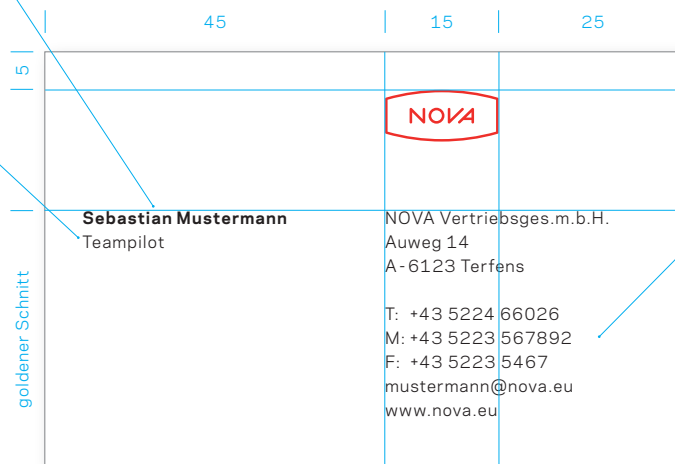 45 15 25
5
NOVA
Sebastian Mustermann
Teampilot
NOVA Vertriebsges.m.b.H.
Auweg 14
A-6123 Terfens
T: +43 5224 66026
M: +43 5223 567892
F: +43 5223 5467
mustermann@nova.eu
www.nova.eu
goldener Schnitt